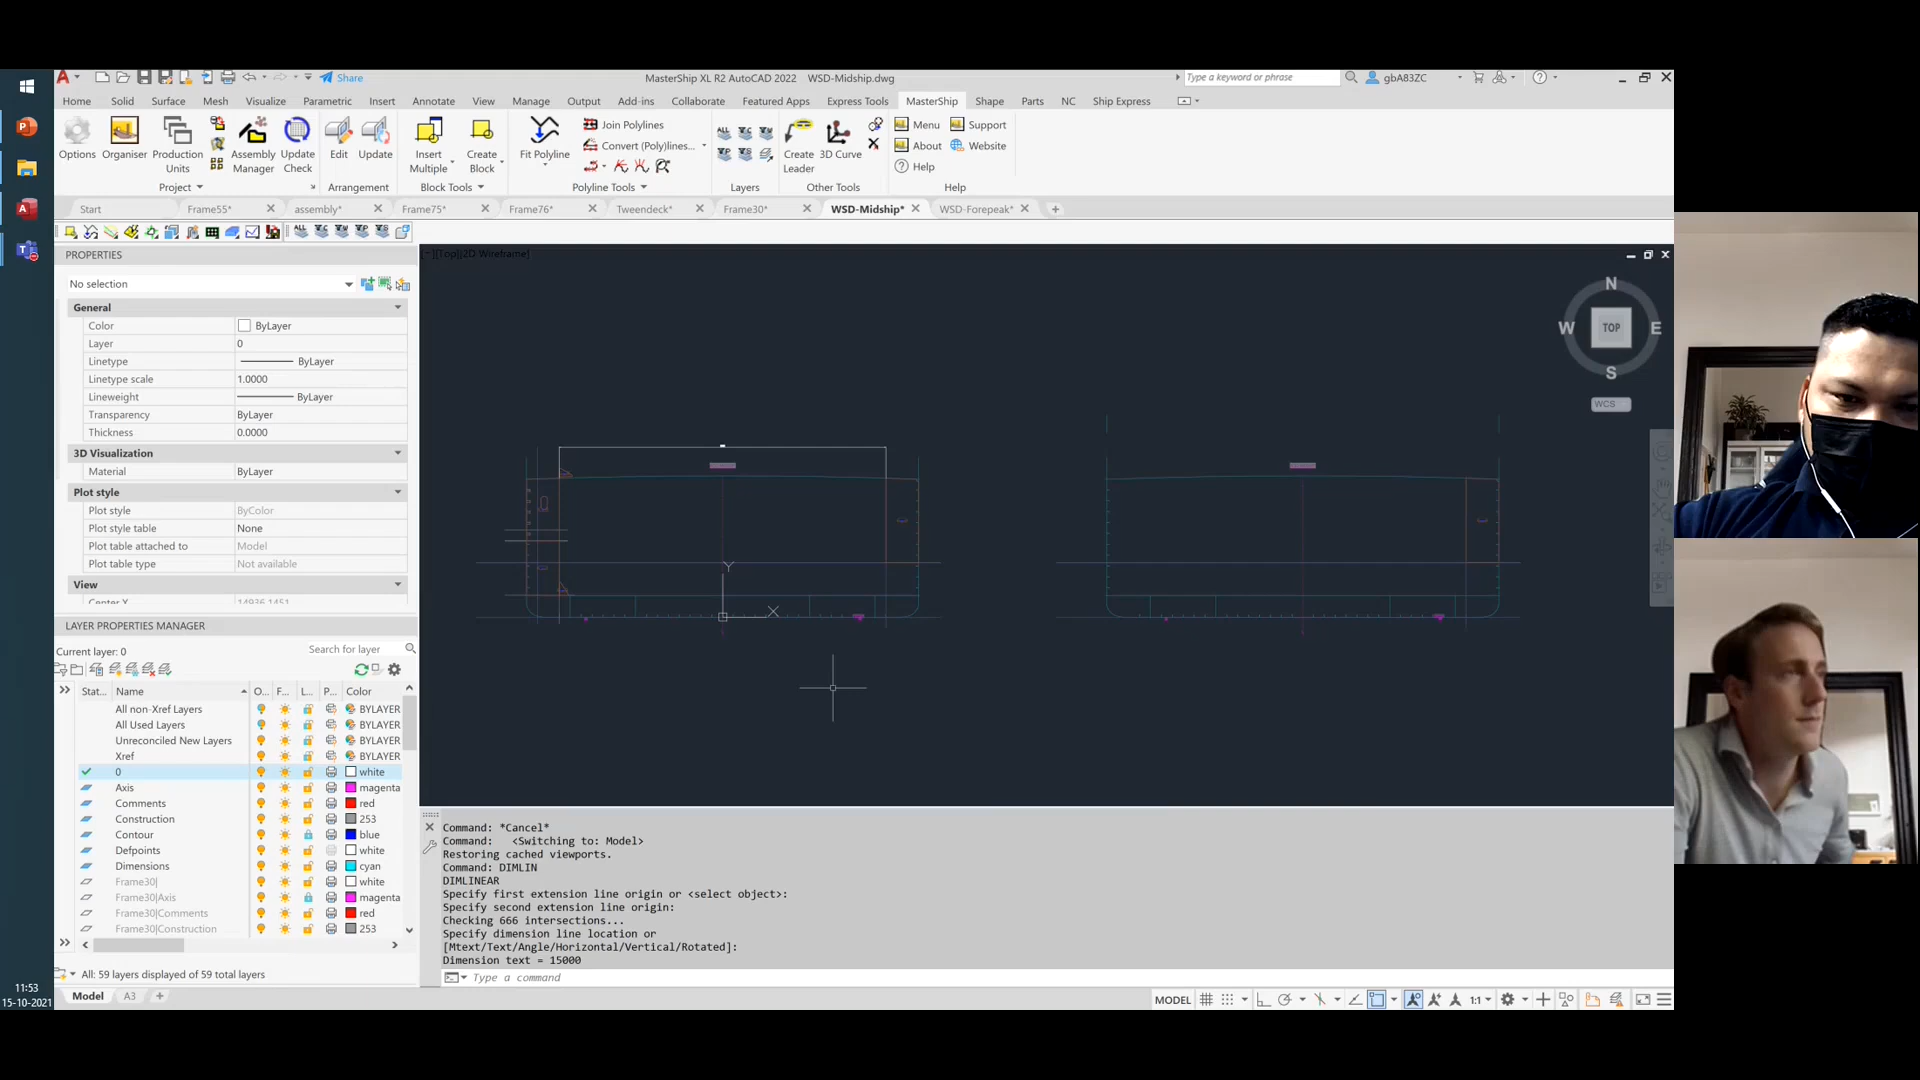 MasterShip XL R2 AutoCAD 2022 WSD-Midship.dwg
Share
Type a keyword or phrase
gbA83ZC
Home Solid Surface Mesh Visualize Parametric Insert Annotate View Manage Output Add-ins Collaborate Featured Apps Express Tools MasterShip Shape Parts NC Ship Express
Options Organiser Production Units Assembly Manager Update Check
Edit Update
Insert Multiple Create Block
Fit Polyline
Join Polylines
Convert (Poly)lines...
ALL
Create Leader 3D Curve
Menu Support
About Website
Help
Project Arrangement Block Tools Polyline Tools Layers Other Tools Help
Start Frame55* assembly* Frame75* Frame76* Tweendeck* Frame30* WSD-Midship* WSD-Forepeak*
PROPERTIES
[−][Top][2D Wireframe]
No selection
General
Color ByLayer
Layer 0
Linetype ByLayer
Linetype scale 1.0000
Lineweight ByLayer
Transparency ByLayer
Thickness 0.0000
3D Visualization
Material ByLayer
Plot style
Plot style ByColor
Plot style table None
Plot table attached to Model
Plot table type Not available
View
Center X 14936.1451
N
W TOP E
S
WCS
Y
X
LAYER PROPERTIES MANAGER
Current layer: 0
Search for layer
Stat... Name O... F... L... P... Color
All non-Xref Layers BYLAYER
All Used Layers BYLAYER
Unreconciled New Layers BYLAYER
Xref BYLAYER
0 white
Axis magenta
Comments red
Construction 253
Contour blue
Defpoints white
Dimensions cyan
Frame30| white
Frame30|Axis magenta
Frame30|Comments red
Frame30|Construction 253
All: 59 layers displayed of 59 total layers
Command: *Cancel*
Command: <Switching to: Model>
Restoring cached viewports.
Command: DIMLIN
DIMLINEAR
Specify first extension line origin or <select object>:
Specify second extension line origin:
Checking 666 intersections...
Specify dimension line location or
[Mtext/Text/Angle/Horizontal/Vertical/Rotated]:
Dimension text = 15000
Type a command
Model A3
MODEL 1:1
11:53
15-10-2021